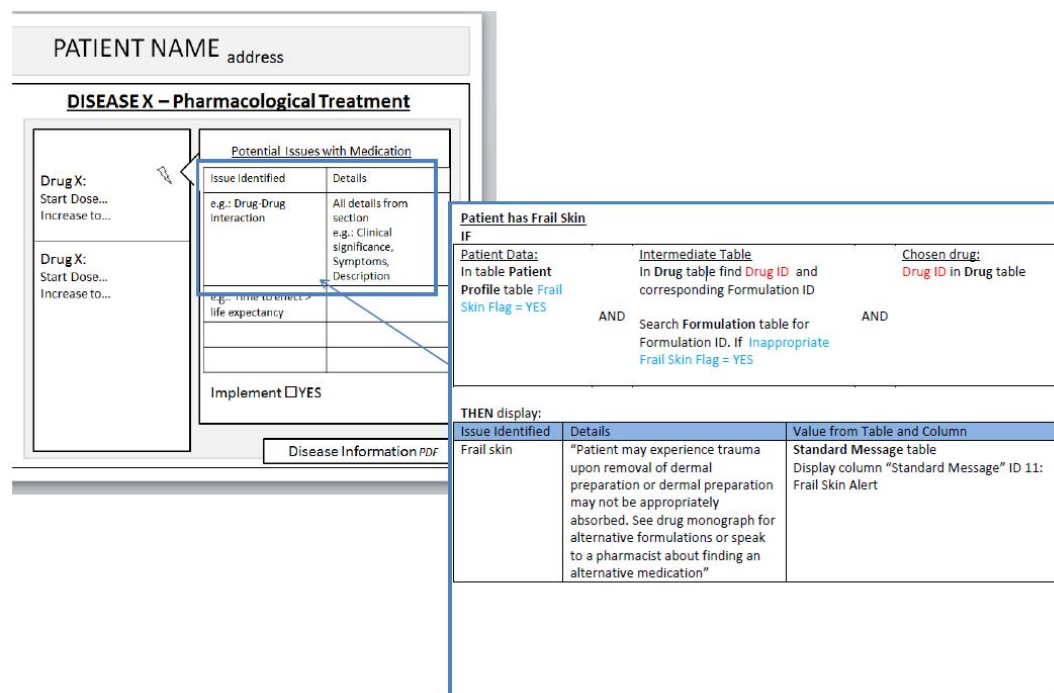 PATIENT NAME address
DISEASE X – Pharmacological Treatment
Drug X:
Start Dose...
Increase to...
Drug X:
Start Dose...
Increase to...
Potential Issues with Medication
Issue Identified Details
e.g.: Drug-Drug
Interaction
All details from
section
e.g.: Clinical
significance,
Symptoms,
Description
e.g.: Time to effect >
life expectancy
Implement ☐YES
Disease Information PDF
Patient has Frail Skin
IF
Patient Data:
In table Patient
Profile table Frail
Skin Flag = YES
AND
Intermediate Table
In Drug table find Drug ID and
corresponding Formulation ID
Search Formulation table for
Formulation ID. If Inappropriate
Frail Skin Flag = YES
AND
Chosen drug:
Drug ID in Drug table
THEN display:
Issue Identified Details Value from Table and Column
Frail skin
"Patient may experience trauma
upon removal of dermal
preparation or dermal preparation
may not be appropriately
absorbed. See drug monograph for
alternative formulations or speak
to a pharmacist about finding an
alternative medication"
Standard Message table
Display column "Standard Message" ID 11:
Frail Skin Alert